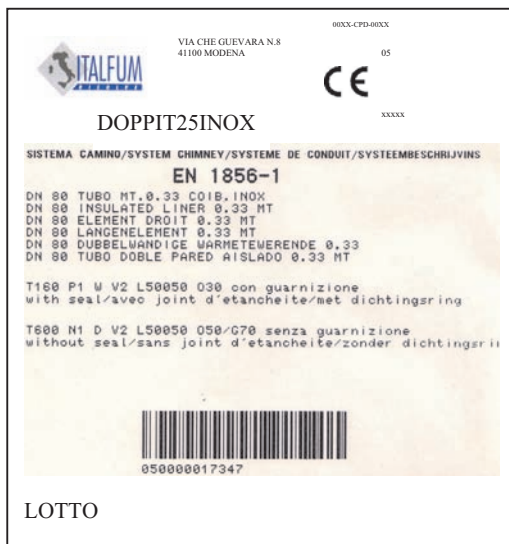 00XX-CPD-00XX
ITALFUM
VIA CHE GUEVARA N.8
41100 MODENA
05
CE
xxxxx
DOPPIT25INOX
SISTEMA CAMINO/SYSTEM CHIMNEY/SYSTEME DE CONDUIT/SYSTEEMBESCHRIJVINS
EN 1856-1
DN 80 TUBO MT.0.33 COIB.INOX
DN 80 INSULATED LINER 0.33 MT
DN 80 ELEMENT DROIT 0.33 MT
DN 80 LANGENELEMENT 0.33 MT
DN 80 DUBBELWANDIGE WARMETEWERENDE 0.33
DN 80 TUBO DOBLE PARED AISLADO 0.33 MT
T160 P1 W V2 L50050 O30 con guarnizione
with seal/avec joint d'etancheite/met dichtingsring
T600 N1 D V2 L50050 O50/G70 senza guarnizione
without seal/sans joint d'etancheite/zonder dichtingsrin
050000017347
LOTTO